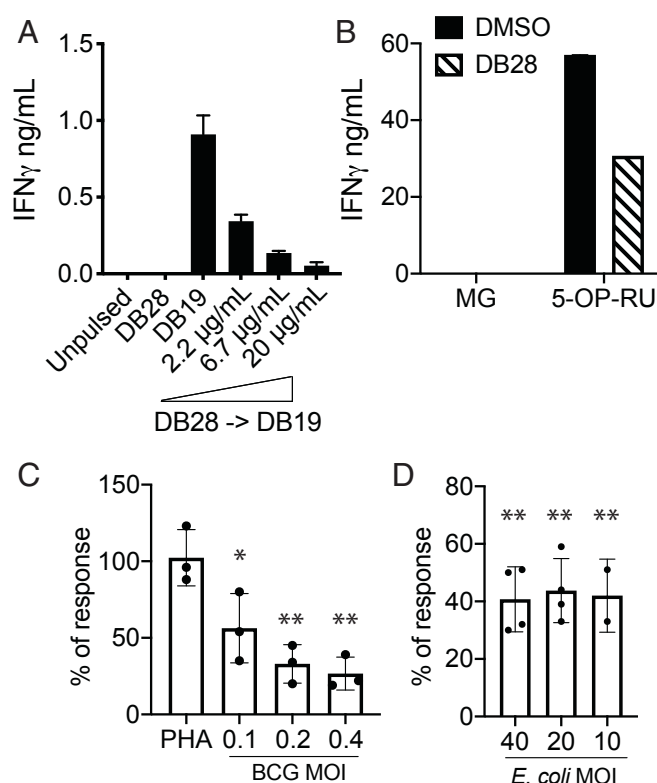 A
IFNγ ng/mL
1.5
1.0
0.5
0.0
Unpulsed
DB28
DB19
2.2 μg/mL
6.7 μg/mL
20 μg/mL
DB28 -> DB19
B
DMSO
DB28
IFNγ ng/mL
60
40
20
0
MG 5-OP-RU
C
% of response
150
100
50
0
* ** **
PHA 0.1 0.2 0.4
BCG MOI
D
% of response
80
60
40
20
0
** ** **
40 20 10
E. coli MOI